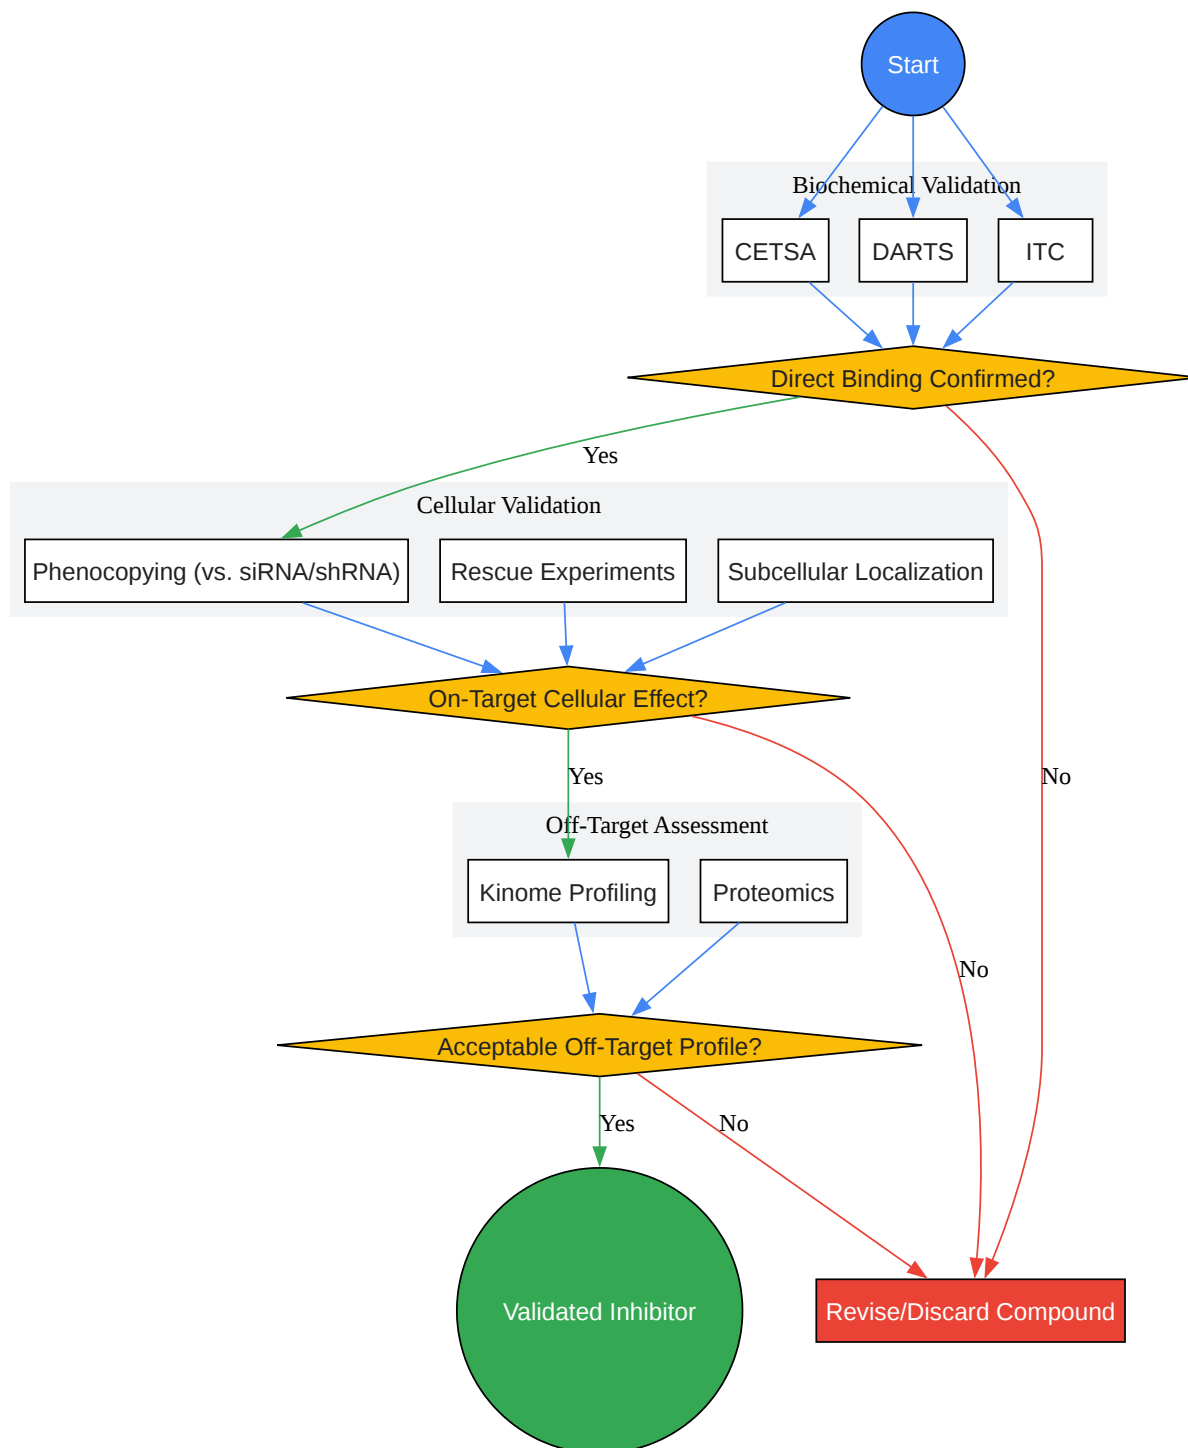 Start
Biochemical Validation
CETSA
DARTS
ITC
Direct Binding Confirmed?
Yes
Cellular Validation
Phenocopying (vs. siRNA/shRNA)
Rescue Experiments
Subcellular Localization
On-Target Cellular Effect?
Yes
No
Off-Target Assessment
Kinome Profiling
Proteomics
No
Acceptable Off-Target Profile?
Yes
No
Validated Inhibitor
Revise/Discard Compound